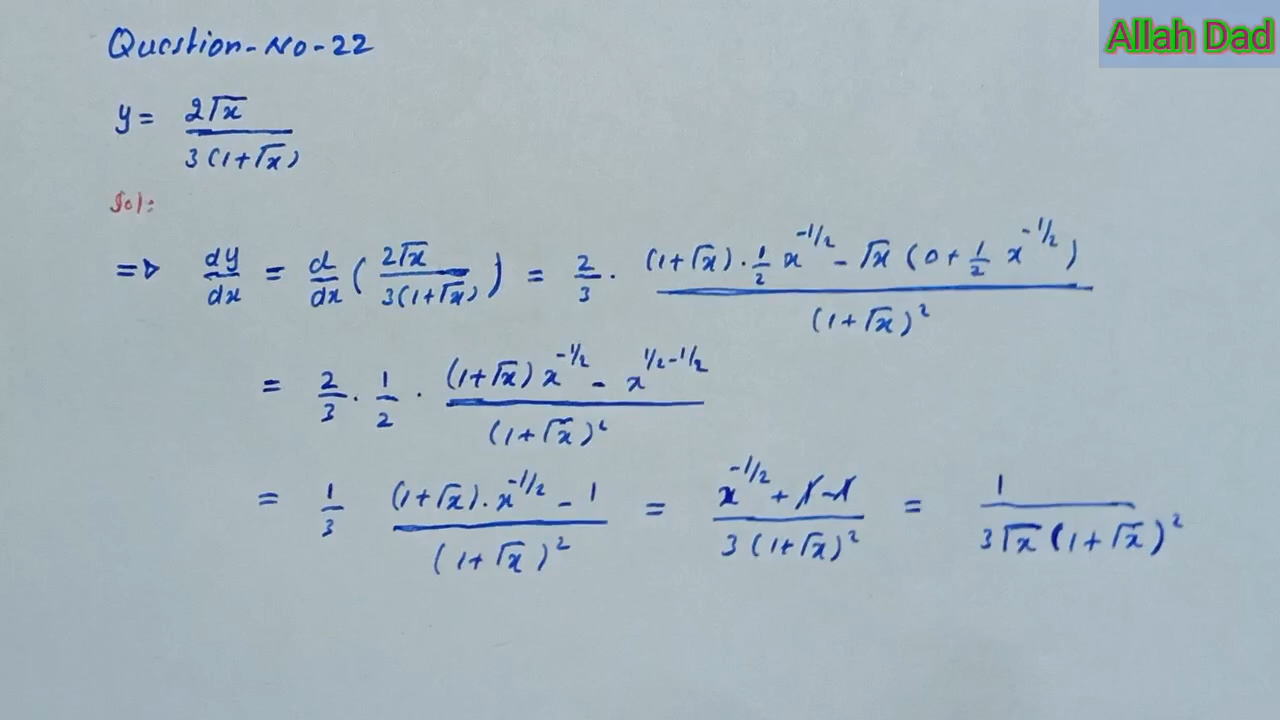 Allah Dad
Question-No-22
y = 2√x / 3(1+√x)
Sol:
=> dy/dx = d/dx (2√x / 3(1+√x)) = 2/3 · ((1+√x) · 1/2 x^(-1/2) - √x (0 + 1/2 x^(-1/2))) / (1+√x)²
= 2/3 · 1/2 · ((1+√x) x^(-1/2) - x^(1/2-1/2)) / (1+√x)²
= 1/3 ((1+√x) · x^(-1/2) - 1) / (1+√x)² = (x^(-1/2) + 1 - 1) / 3(1+√x)² = 1 / 3√x (1+√x)²